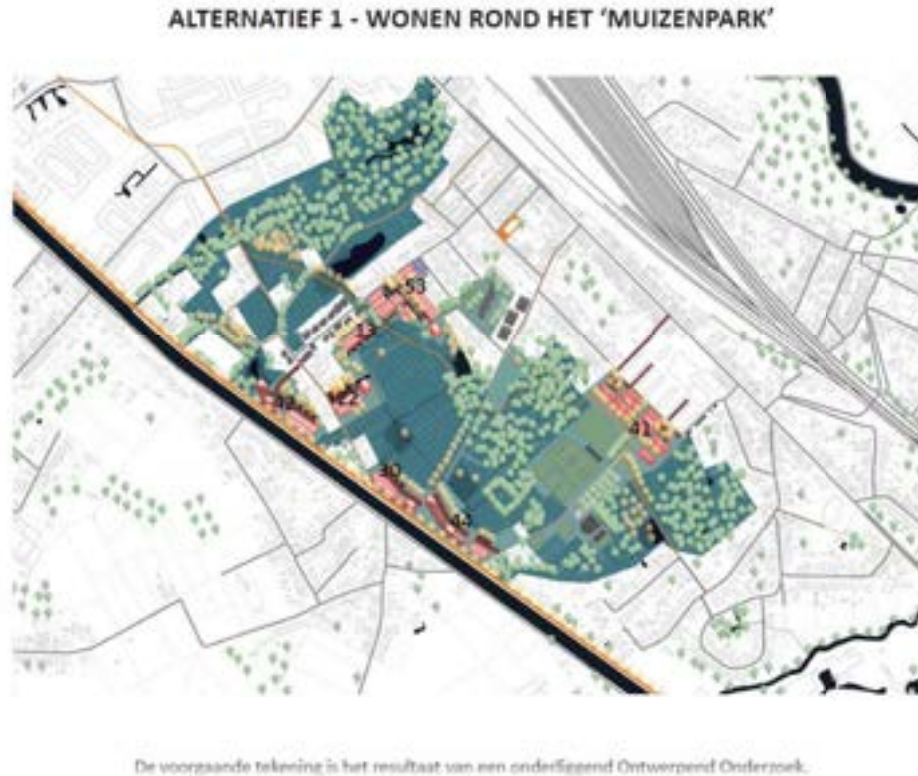 ALTERNATIEF 1 - WONEN ROND HET ‘MUIZENPARK’
53
13
41
30
44
De voorgaande tekening is het resultaat van een onderliggend Ontwerpend Onderzoek.